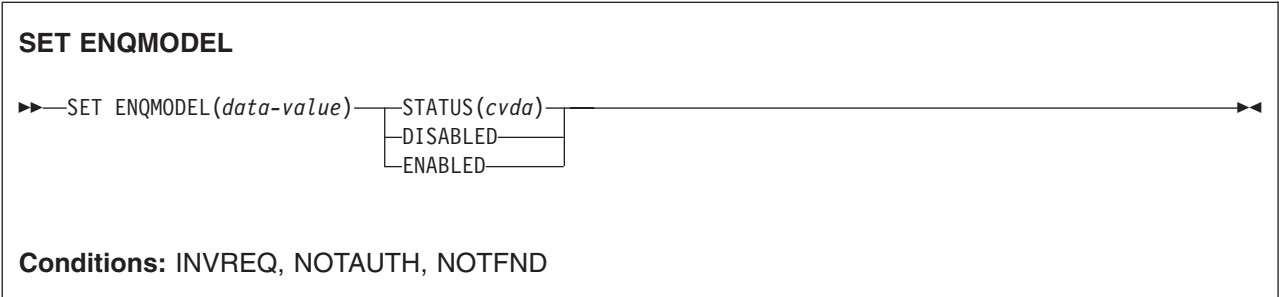 SET ENQMODEL
SET ENQMODEL(data-value) STATUS(cvda)
DISABLED
ENABLED
Conditions: INVREQ, NOTAUTH, NOTFND